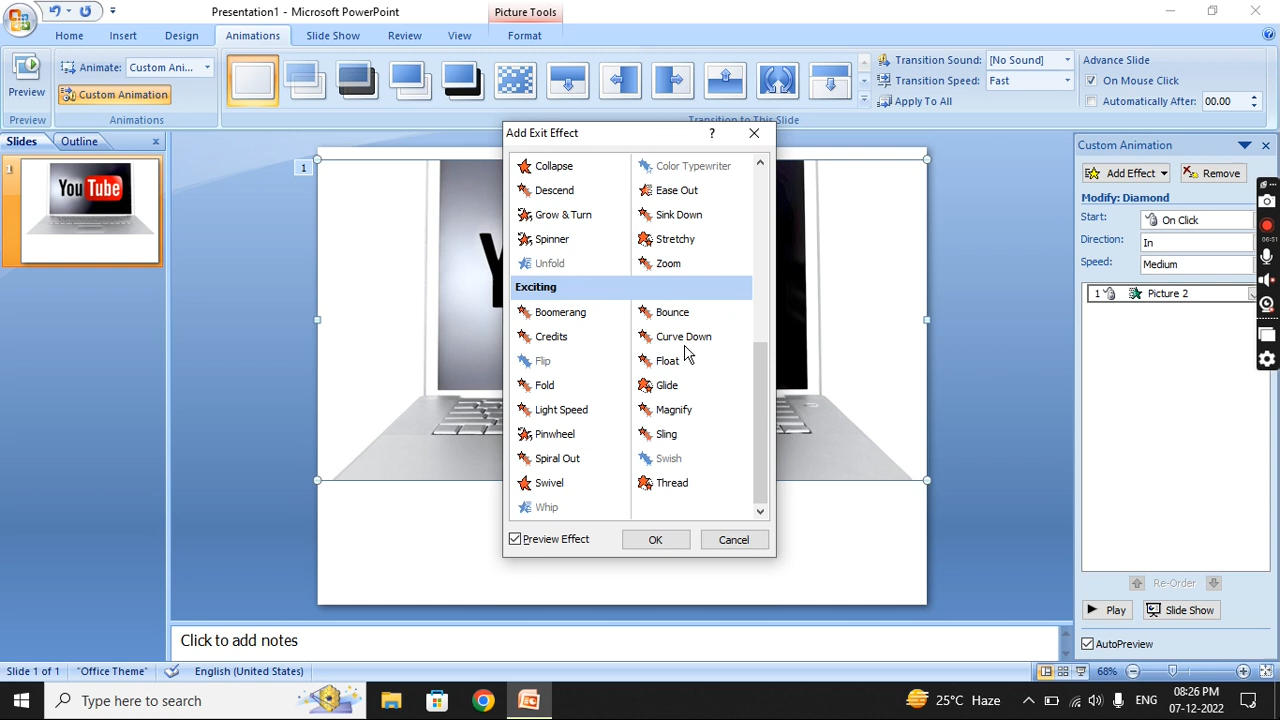 Presentation1 - Microsoft PowerPoint
Picture Tools
Home
Insert
Design
Animations
Slide Show
Review
View
Format
Preview
Animate:
Custom Ani...
Custom Animation
Preview
Animations
Transition Sound:
[No Sound]
Transition Speed:
Fast
Apply To All
Transition to This Slide
Advance Slide
On Mouse Click
Automatically After:
00.00
Slides
Outline
1
You Tube
1
Add Exit Effect
?
Collapse
Color Typewriter
Descend
Ease Out
Grow & Turn
Sink Down
Spinner
Stretchy
Unfold
Zoom
Exciting
Boomerang
Bounce
Credits
Curve Down
Flip
Float
Fold
Glide
Light Speed
Magnify
Pinwheel
Sling
Spiral Out
Swish
Swivel
Thread
Whip
Preview Effect
OK
Cancel
Custom Animation
Add Effect
Remove
Modify: Diamond
Start:
On Click
Direction:
In
Speed:
Medium
1
Picture 2
Re-Order
Play
Slide Show
AutoPreview
06:51
Click to add notes
Slide 1 of 1
"Office Theme"
English (United States)
68%
Type here to search
25°C Haze
ENG
08:26 PM
07-12-2022